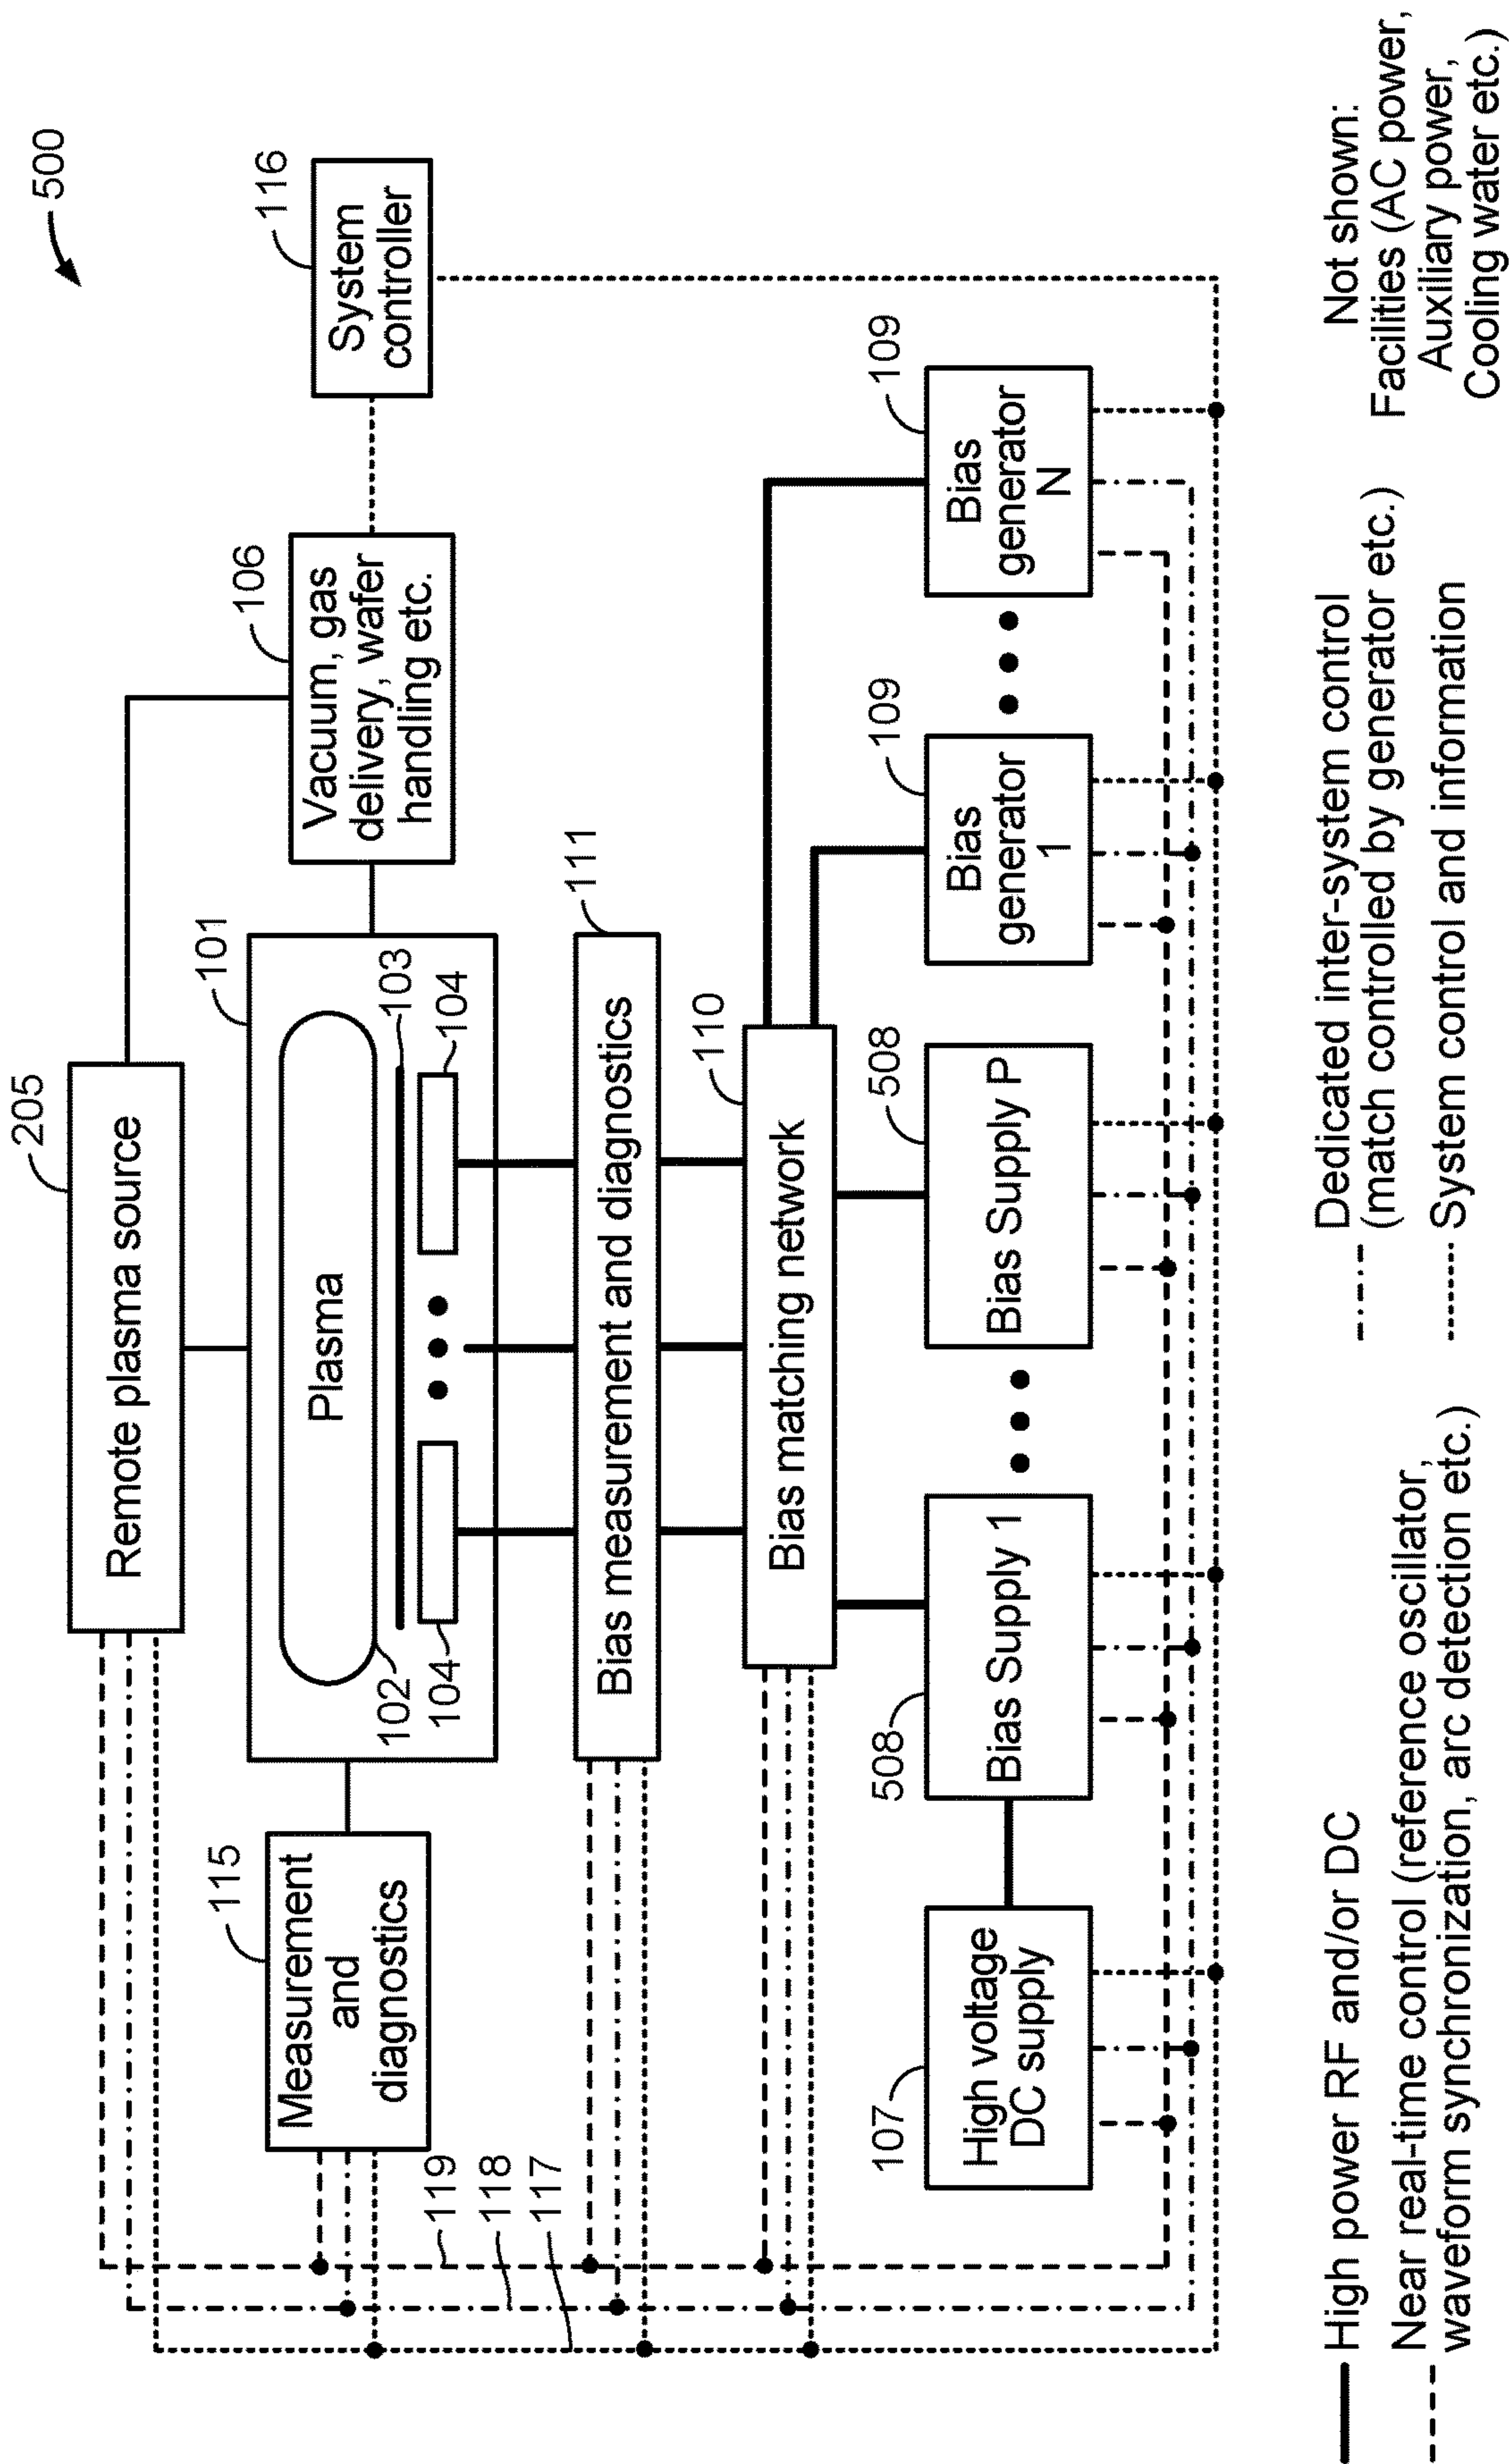 500
205
Remote plasma source
101
106
116
115
Measurement
and
diagnostics
Plasma
102
103
104
104
Vacuum, gas
delivery, wafer
handling etc.
System
controller
111
Bias measurement and diagnostics
119
118
117
110
Bias matching network
107
High voltage
DC supply
508
Bias Supply 1
508
Bias Supply P
109
Bias
generator
1
109
Bias
generator
N
High power RF and/or DC
Near real-time control (reference oscillator,
waveform synchronization, arc detection etc.)
Dedicated inter-system control
(match controlled by generator etc.)
System control and information
Not shown:
Facilities (AC power,
Auxiliary power,
Cooling water etc.)